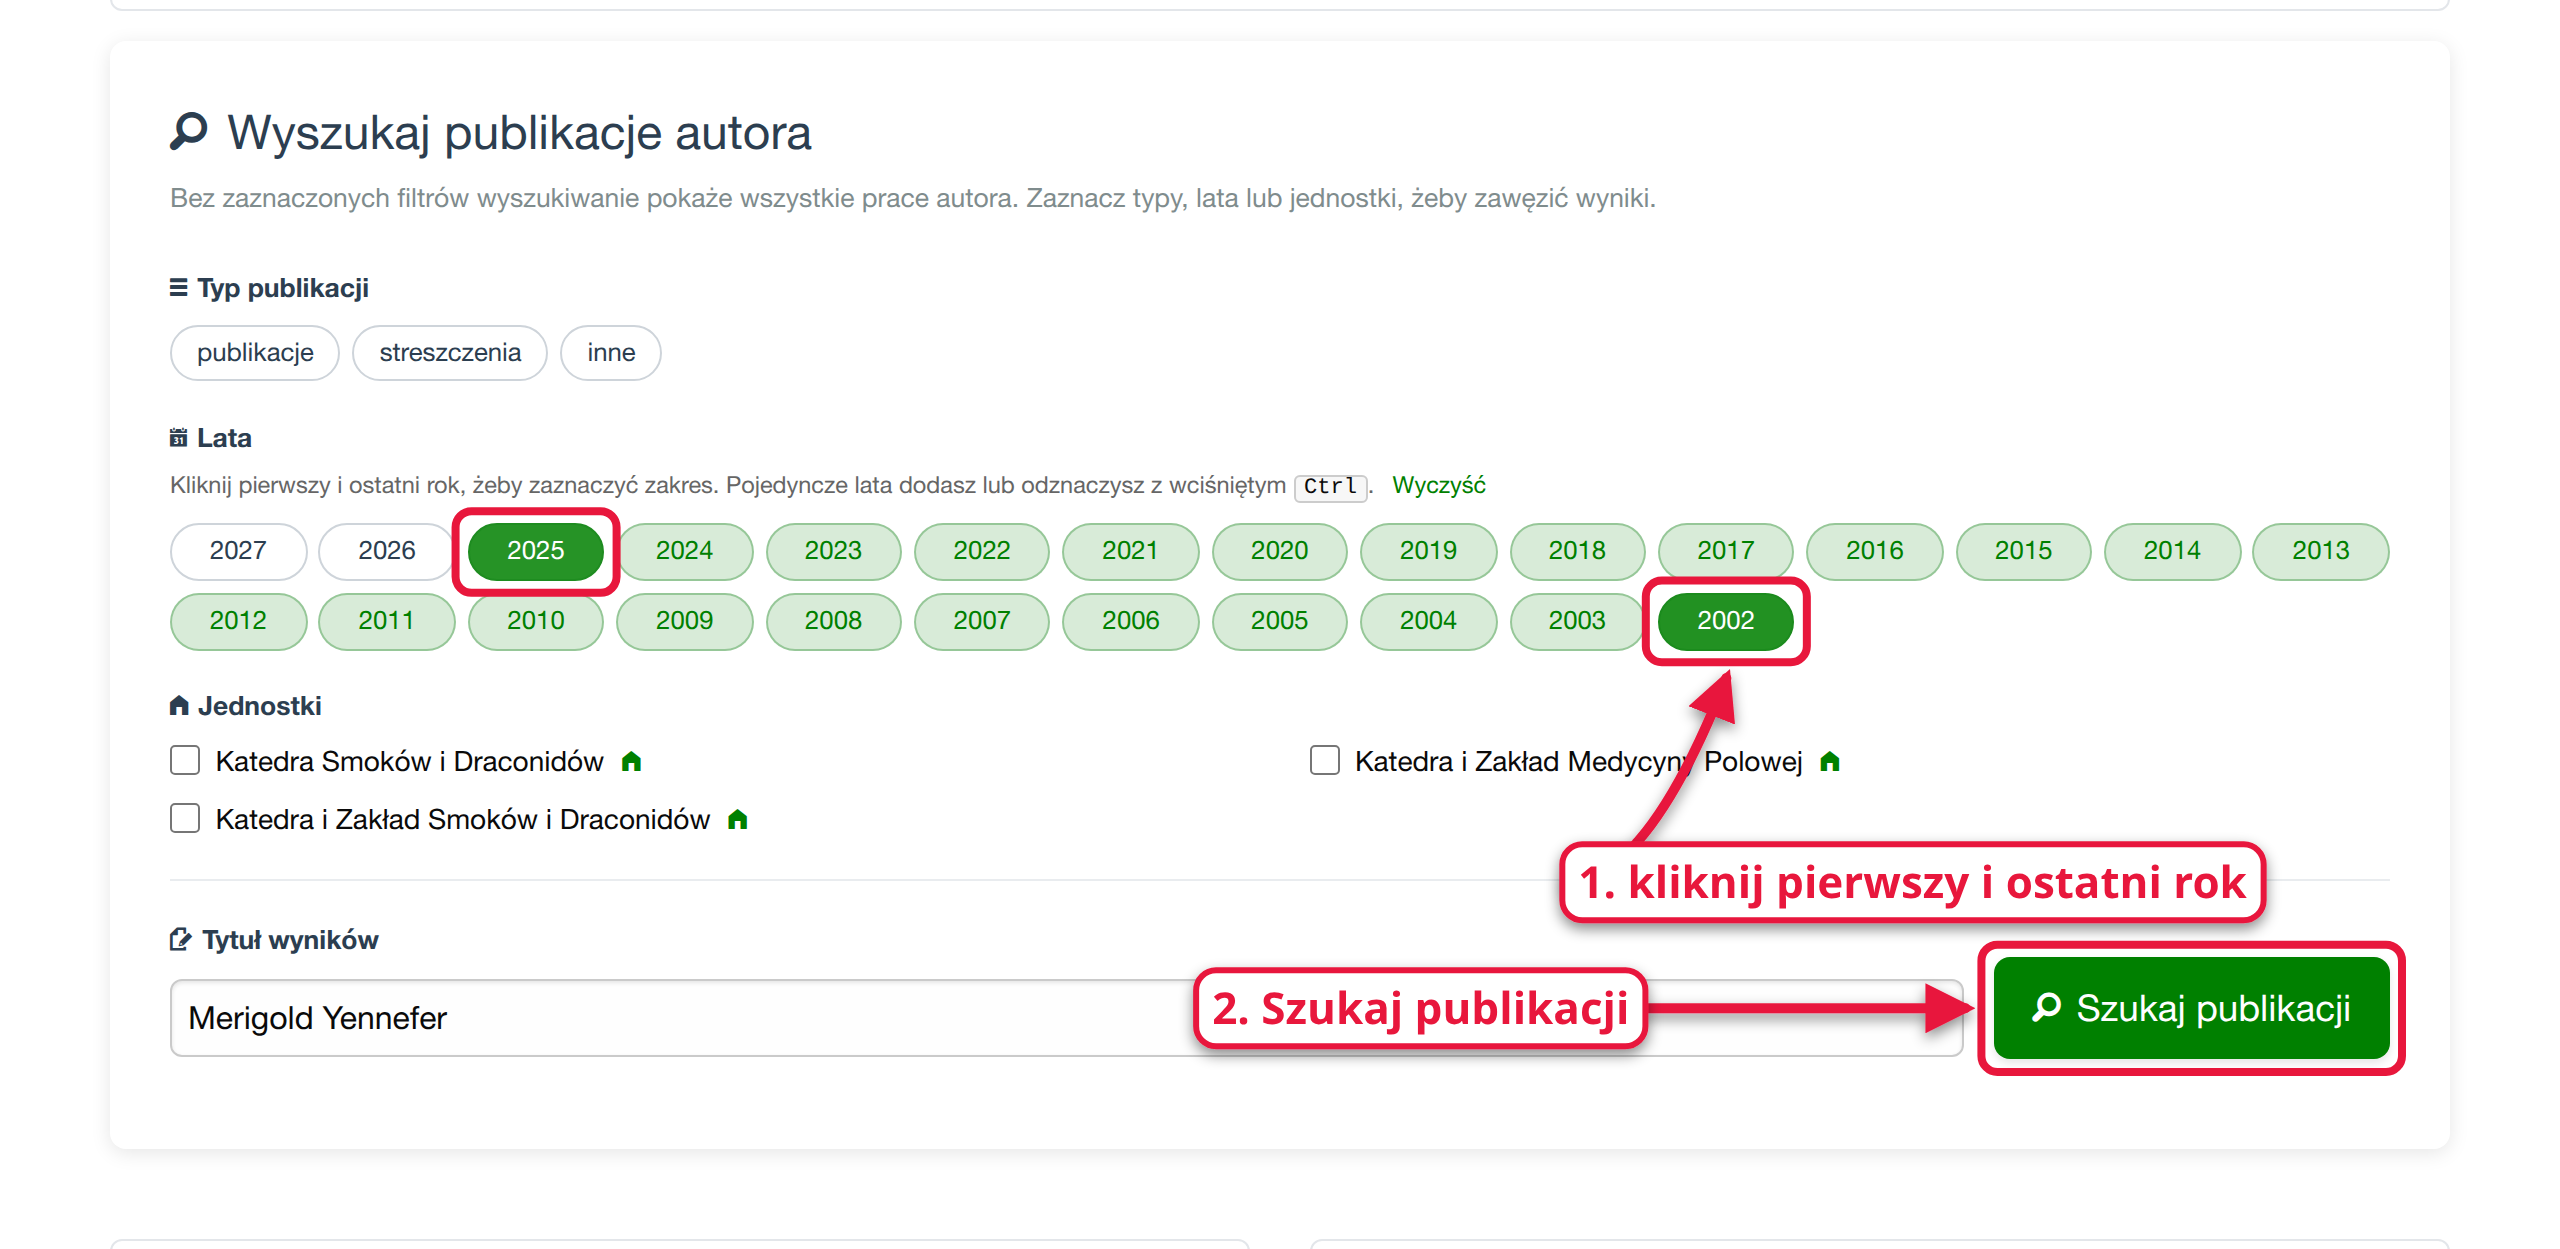 Wyszukaj publikacje autora
Bez zaznaczonych filtrów wyszukiwanie pokaże wszystkie prace autora. Zaznacz typy, lata lub jednostki, żeby zawęzić wyniki.
Typ publikacji
publikacje streszczenia inne
31 Lata
Kliknij pierwszy i ostatni rok, żeby zaznaczyć zakres. Pojedyncze lata dodasz lub odznaczysz z wciśniętym Ctrl. Wyczyść
2027 2026 2025 2024 2023 2022 2021 2020 2019 2018 2017 2016 2015 2014 2013
2012 2011 2010 2009 2008 2007 2006 2005 2004 2003 2002
Jednostki
Katedra Smoków i Draconidów Katedra i Zakład Medycyny Polowej
Katedra i Zakład Smoków i Draconidów
1. kliknij pierwszy i ostatni rok
Tytuł wyników
Merigold Yennefer
2. Szukaj publikacji
Szukaj publikacji